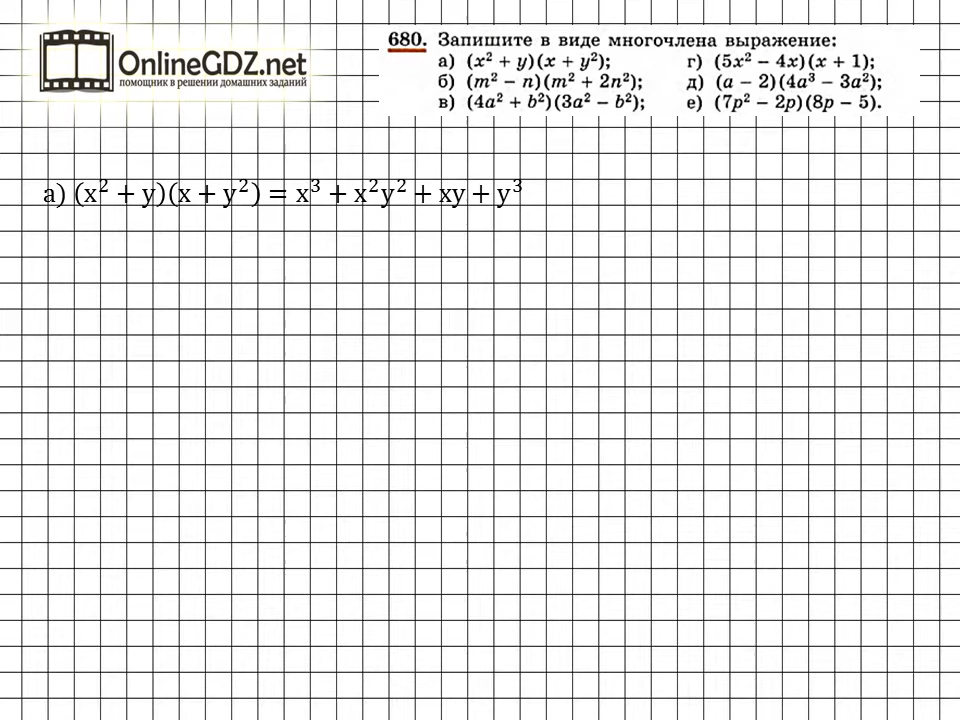 OnlineGDZ.net
помощник в решении домашних заданий
680. Запишите в виде многочлена выражение:
а) (x² + y)(x + y²);
б) (m² − n)(m² + 2n²);
в) (4a² + b²)(3a² − b²);
г) (5x² − 4x)(x + 1);
д) (a − 2)(4a³ − 3a²);
е) (7p² − 2p)(8p − 5).
а) (x² + y)(x + y²) = x³ + x²y² + xy + y³